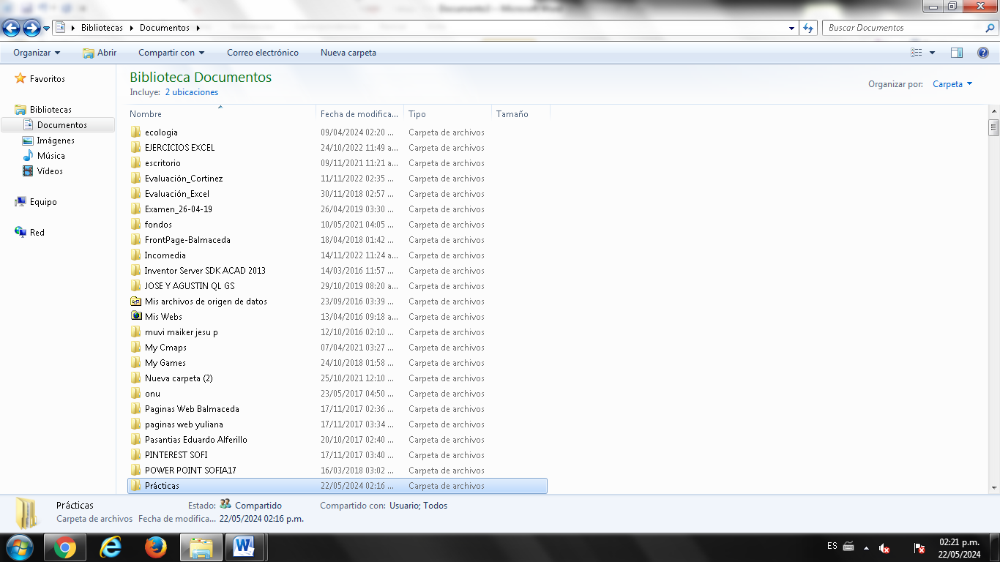 Bibliotecas Documentos
Buscar Documentos
Organizar Abrir Compartir con Correo electrónico Nueva carpeta
Favoritos
Bibliotecas
Documentos
Imágenes
Música
Vídeos
Equipo
Red
Biblioteca Documentos
Incluye: 2 ubicaciones
Organizar por: Carpeta
Nombre Fecha de modifica... Tipo Tamaño
ecologia 09/04/2024 02:20 ... Carpeta de archivos
EJERCICIOS EXCEL 24/10/2022 11:49 a... Carpeta de archivos
escritorio 09/11/2021 11:21 a... Carpeta de archivos
Evaluación_Cortinez 11/11/2022 02:35 ... Carpeta de archivos
Evaluación_Excel 30/11/2018 02:57 ... Carpeta de archivos
Examen_26-04-19 26/04/2019 03:30 ... Carpeta de archivos
fondos 10/05/2021 04:05 ... Carpeta de archivos
FrontPage-Balmaceda 18/04/2018 01:42 ... Carpeta de archivos
Incomedia 14/11/2022 11:24 a... Carpeta de archivos
Inventor Server SDK ACAD 2013 14/03/2016 11:57 ... Carpeta de archivos
JOSE Y AGUSTIN QL GS 29/10/2019 08:20 a... Carpeta de archivos
Mis archivos de origen de datos 23/09/2016 03:39 ... Carpeta de archivos
Mis Webs 13/04/2016 09:18 a... Carpeta de archivos
muvi maiker jesu p 12/10/2016 02:10 ... Carpeta de archivos
My Cmaps 07/04/2021 03:27 ... Carpeta de archivos
My Games 24/10/2018 01:58 ... Carpeta de archivos
Nueva carpeta (2) 25/10/2021 12:10 ... Carpeta de archivos
onu 23/05/2017 04:50 ... Carpeta de archivos
Paginas Web Balmaceda 17/11/2017 02:36 ... Carpeta de archivos
paginas web yuliana 17/11/2017 03:34 ... Carpeta de archivos
Pasantias Eduardo Alferillo 20/10/2017 02:40 ... Carpeta de archivos
PINTEREST SOFI 17/11/2017 03:40 ... Carpeta de archivos
POWER POINT SOFIA17 16/03/2018 03:02 ... Carpeta de archivos
Prácticas 22/05/2024 02:16 ... Carpeta de archivos
Prácticas Estado: Compartido Compartido con: Usuario; Todos
Carpeta de archivos Fecha de modifica... 22/05/2024 02:16 p.m.
ES 02:21 p.m.
22/05/2024